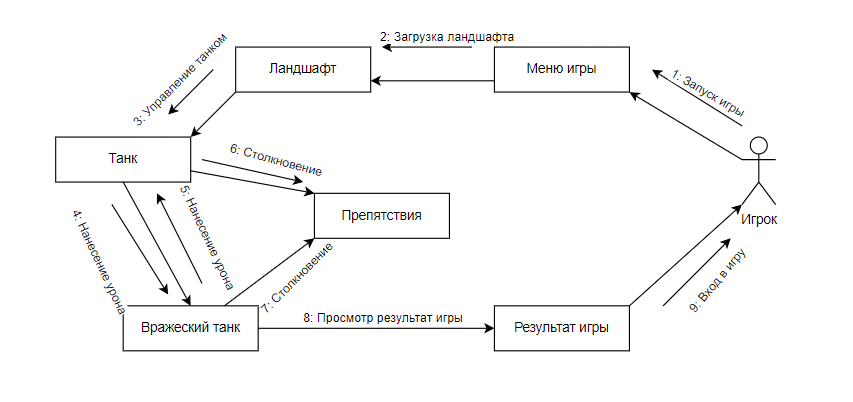 2: Загрузка ландшафта
Ландшафт
Меню игры
1: Запуск игры
3: Управление танком
Танк
6: Столкновение
Препятствия
Игрок
4: Нанесение урона
5: Нанесение урона
7: Столкновение
9: Вход в игру
Вражеский танк
8: Просмотр результат игры
Результат игры